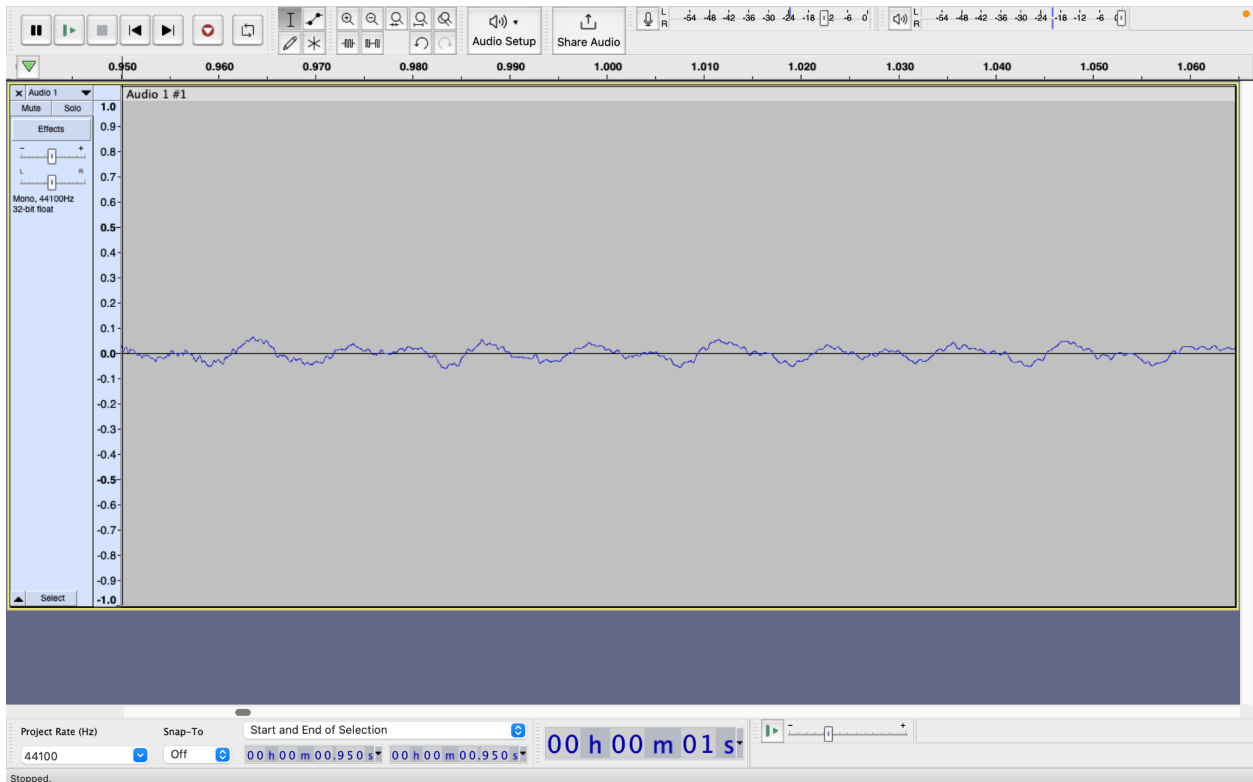 Audio Setup
Share Audio
L
R
-54 -48 -42 -36 -30 -24 -18 12 -6 0
L
R
-54 -48 -42 -36 -30 -24 -18 -12 -6 0
0.950 0.960 0.970 0.980 0.990 1.000 1.010 1.020 1.030 1.040 1.050 1.060
× Audio 1
Audio 1 #1
Mute Solo
Effects
- +
L R
Mono, 44100Hz
32-bit float
Select
1.0
0.9
0.8
0.7
0.6
0.5
0.4
0.3
0.2
0.1
0.0
-0.1
-0.2
-0.3
-0.4
-0.5
-0.6
-0.7
-0.8
-0.9
-1.0
Project Rate (Hz)
44100
Snap-To
Off
Start and End of Selection
00 h 00 m 00.950 s
00 h 00 m 00.950 s
00 h 00 m 01 s
- +
Stopped.